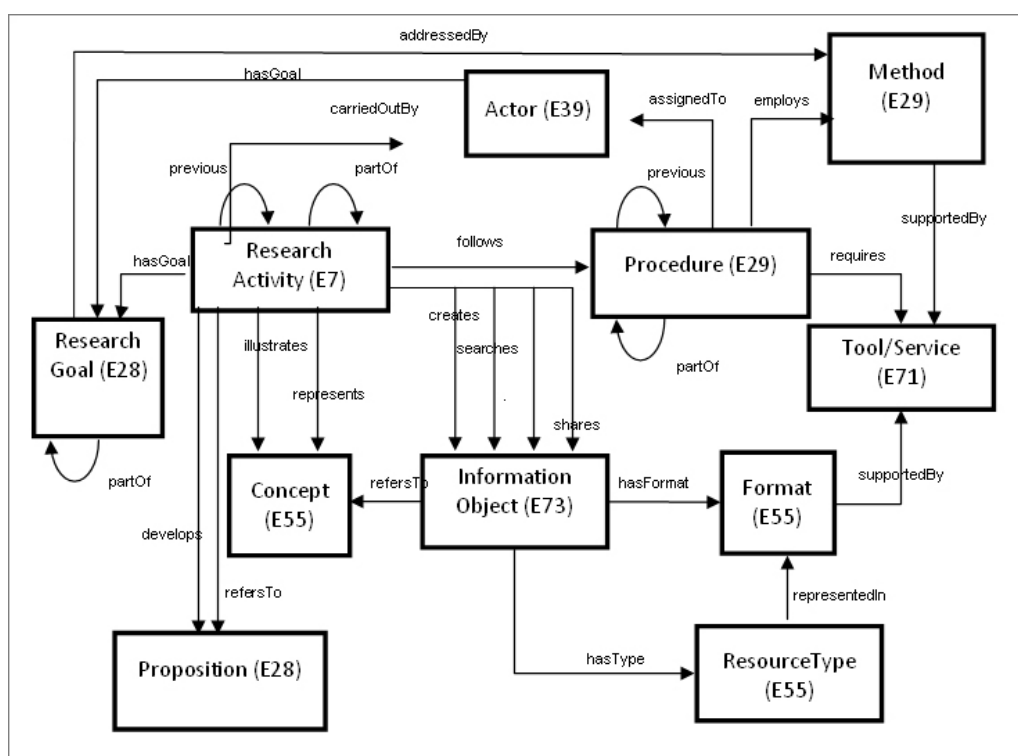 addressedBy
hasGoal
Actor (E39)
Method
(E29)
carriedOutBy
assignedTo
employs
previous
partOf
previous
supportedBy
Research
Activity (E7)
follows
Procedure (E29)
requires
hasGoal
creates
Research
Goal (E28)
illustrates
searches
Tool/Service
(E71)
partOf
represents
shares
partOf
Concept
(E55)
refersTo
Information
Object (E73)
hasFormat
Format
(E55)
supportedBy
develops
refersTo
representedIn
Proposition (E28)
hasType
ResourceType
(E55)